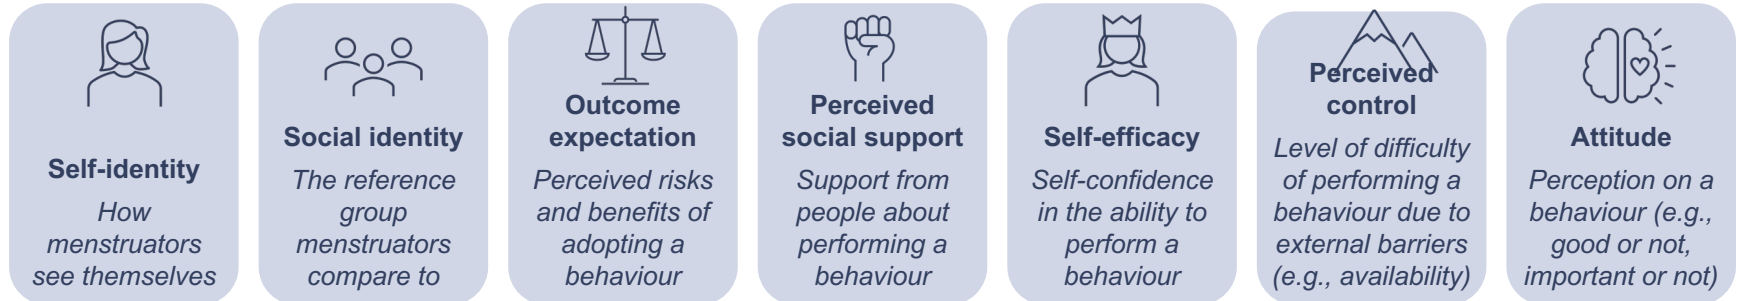 Self-identity
How
menstruators
see themselves
Social identity
The reference
group
menstruators
compare to
Outcome
expectation
Perceived risks
and benefits of
adopting a
behaviour
Perceived
social support
Support from
people about
performing a
behaviour
Self-efficacy
Self-confidence
in the ability to
perform a
behaviour
Perceived
control
Level of difficulty
of performing a
behaviour due to
external barriers
(e.g., availability)
Attitude
Perception on a
behaviour (e.g.,
good or not,
important or not)